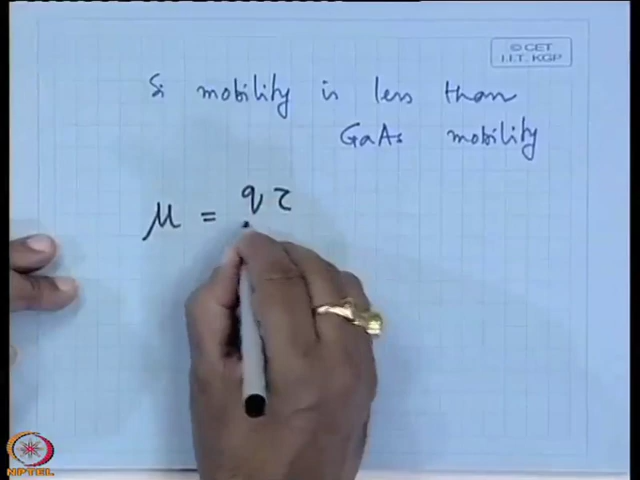 © CET
I.I.T. KGP
Si mobility is less than
GaAs mobility
μ = qτ
NPTEL